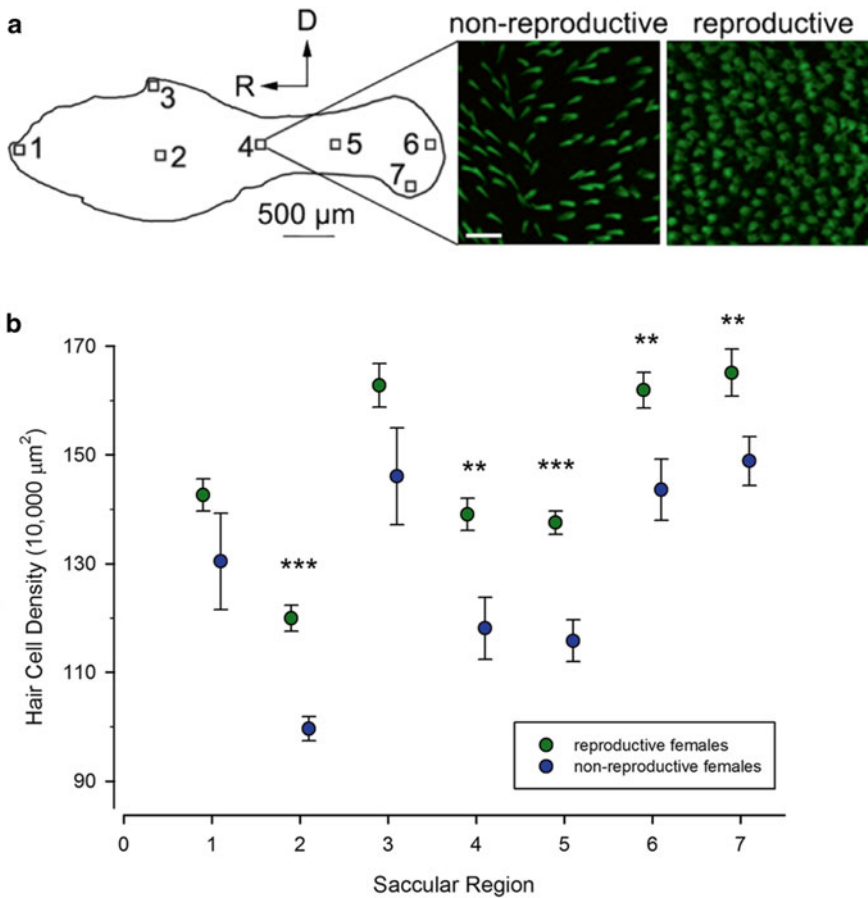 a
non-reproductive reproductive
D
R
1
2
3
4
5
6
7
500 µm
b
170
150
130
110
90
Hair Cell Density (10,000 µm²)
*** ** *** ** **
reproductive females
non-reproductive females
0 1 2 3 4 5 6 7
Saccular Region